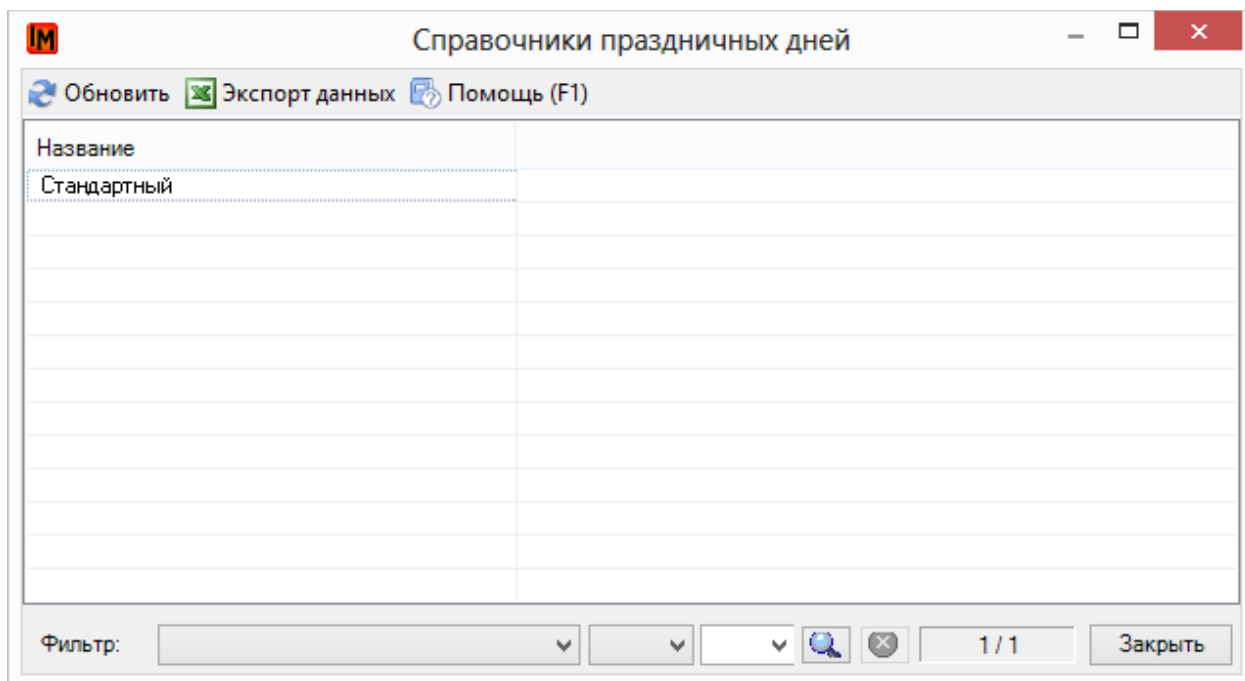 IM Справочники праздничных дней
Обновить Экспорт данных Помощь (F1)
Название
Стандартный
Фильтр: 1 / 1 Закрыть